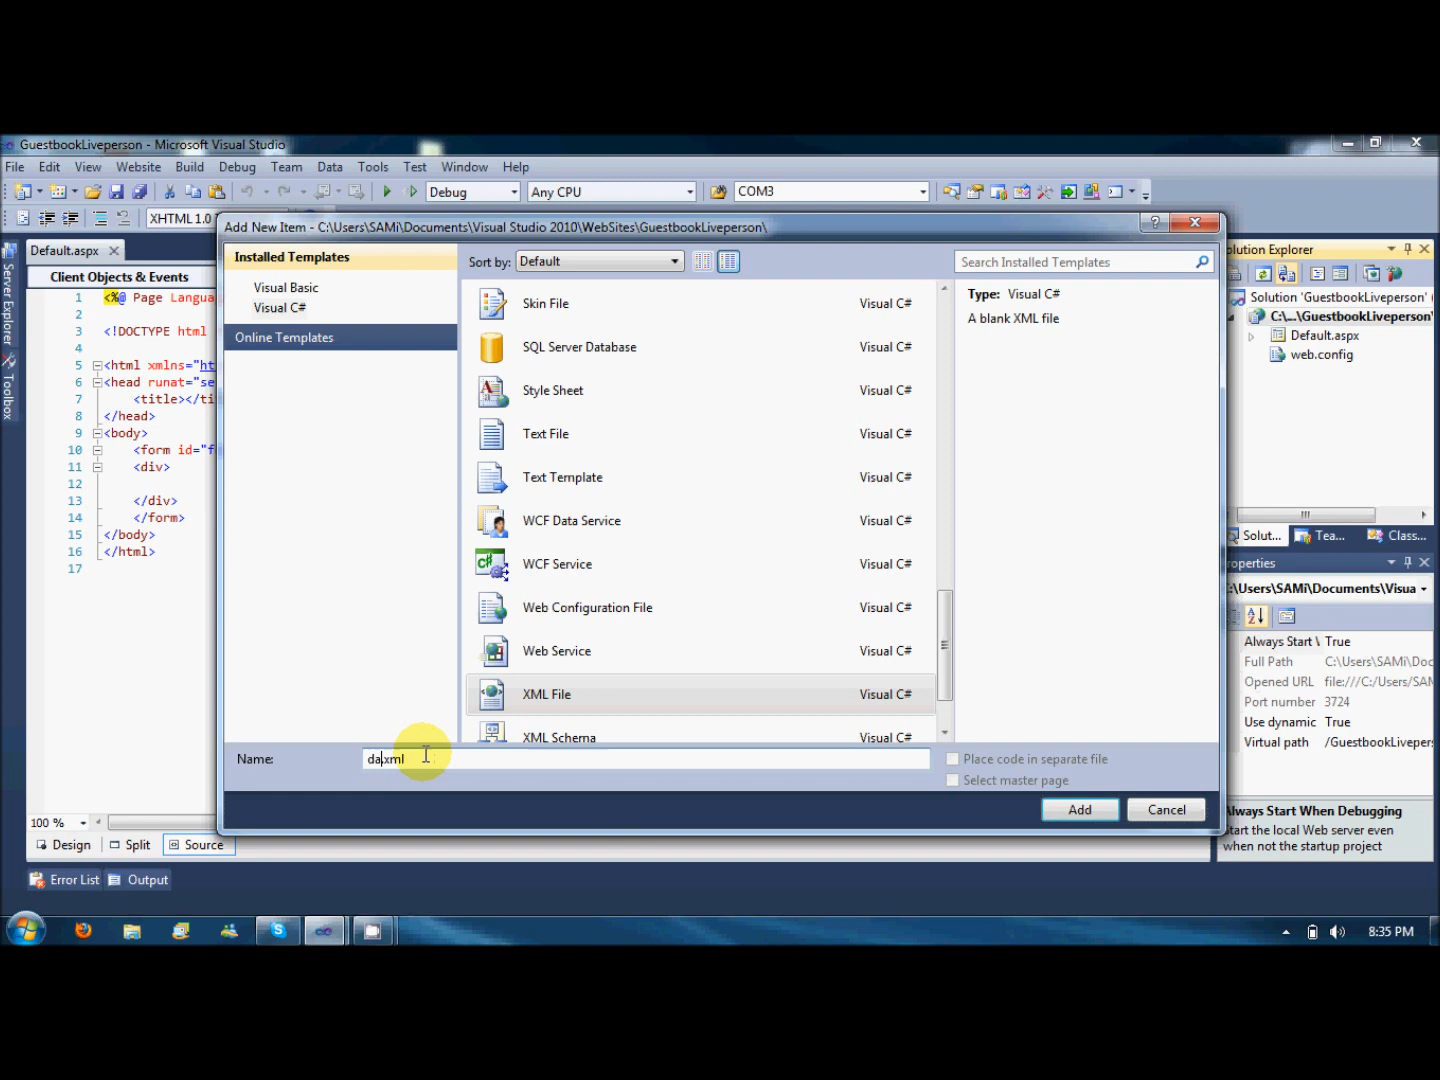 GuestbookLiveperson - Microsoft Visual Studio
File Edit View Website Build Debug Team Data Tools Test Window Help
Debug Any CPU COM3
XHTML 1.0
Add New Item - C:\Users\SAMi\Documents\Visual Studio 2010\WebSites\GuestbookLiveperson\
Server Explorer
Toolbox
Default.aspx
Client Objects & Events
1 <%@ Page Langua
2
3 <!DOCTYPE html
4
5 <html xmlns="ht
6 <head runat="se
7 <title></ti
8 </head>
9 <body>
10 <form id="f
11 <div>
12
13 </div>
14 </form>
15 </body>
16 </html>
17
100 %
Design Split Source
Error List Output
Installed Templates
Visual Basic
Visual C#
Online Templates
Sort by: Default
Search Installed Templates
Skin File Visual C#
SQL Server Database Visual C#
Style Sheet Visual C#
Text File Visual C#
Text Template Visual C#
WCF Data Service Visual C#
WCF Service Visual C#
Web Configuration File Visual C#
Web Service Visual C#
XML File Visual C#
XML Schema Visual C#
Type: Visual C#
A blank XML file
Name: da.xml
Place code in separate file
Select master page
Add Cancel
olution Explorer
Solution 'GuestbookLiveperson' (
C:\...\GuestbookLiveperson\
Default.aspx
web.config
Solut... Tea... Class...
roperties
:\Users\SAMi\Documents\Visua
Always Start \ True
Full Path C:\Users\SAMi\Doc
Opened URL file:///C:/Users/SAM
Port number 3724
Use dynamic True
Virtual path /GuestbookLivepers
Always Start When Debugging
Start the local Web server even
when not the startup project
8:35 PM